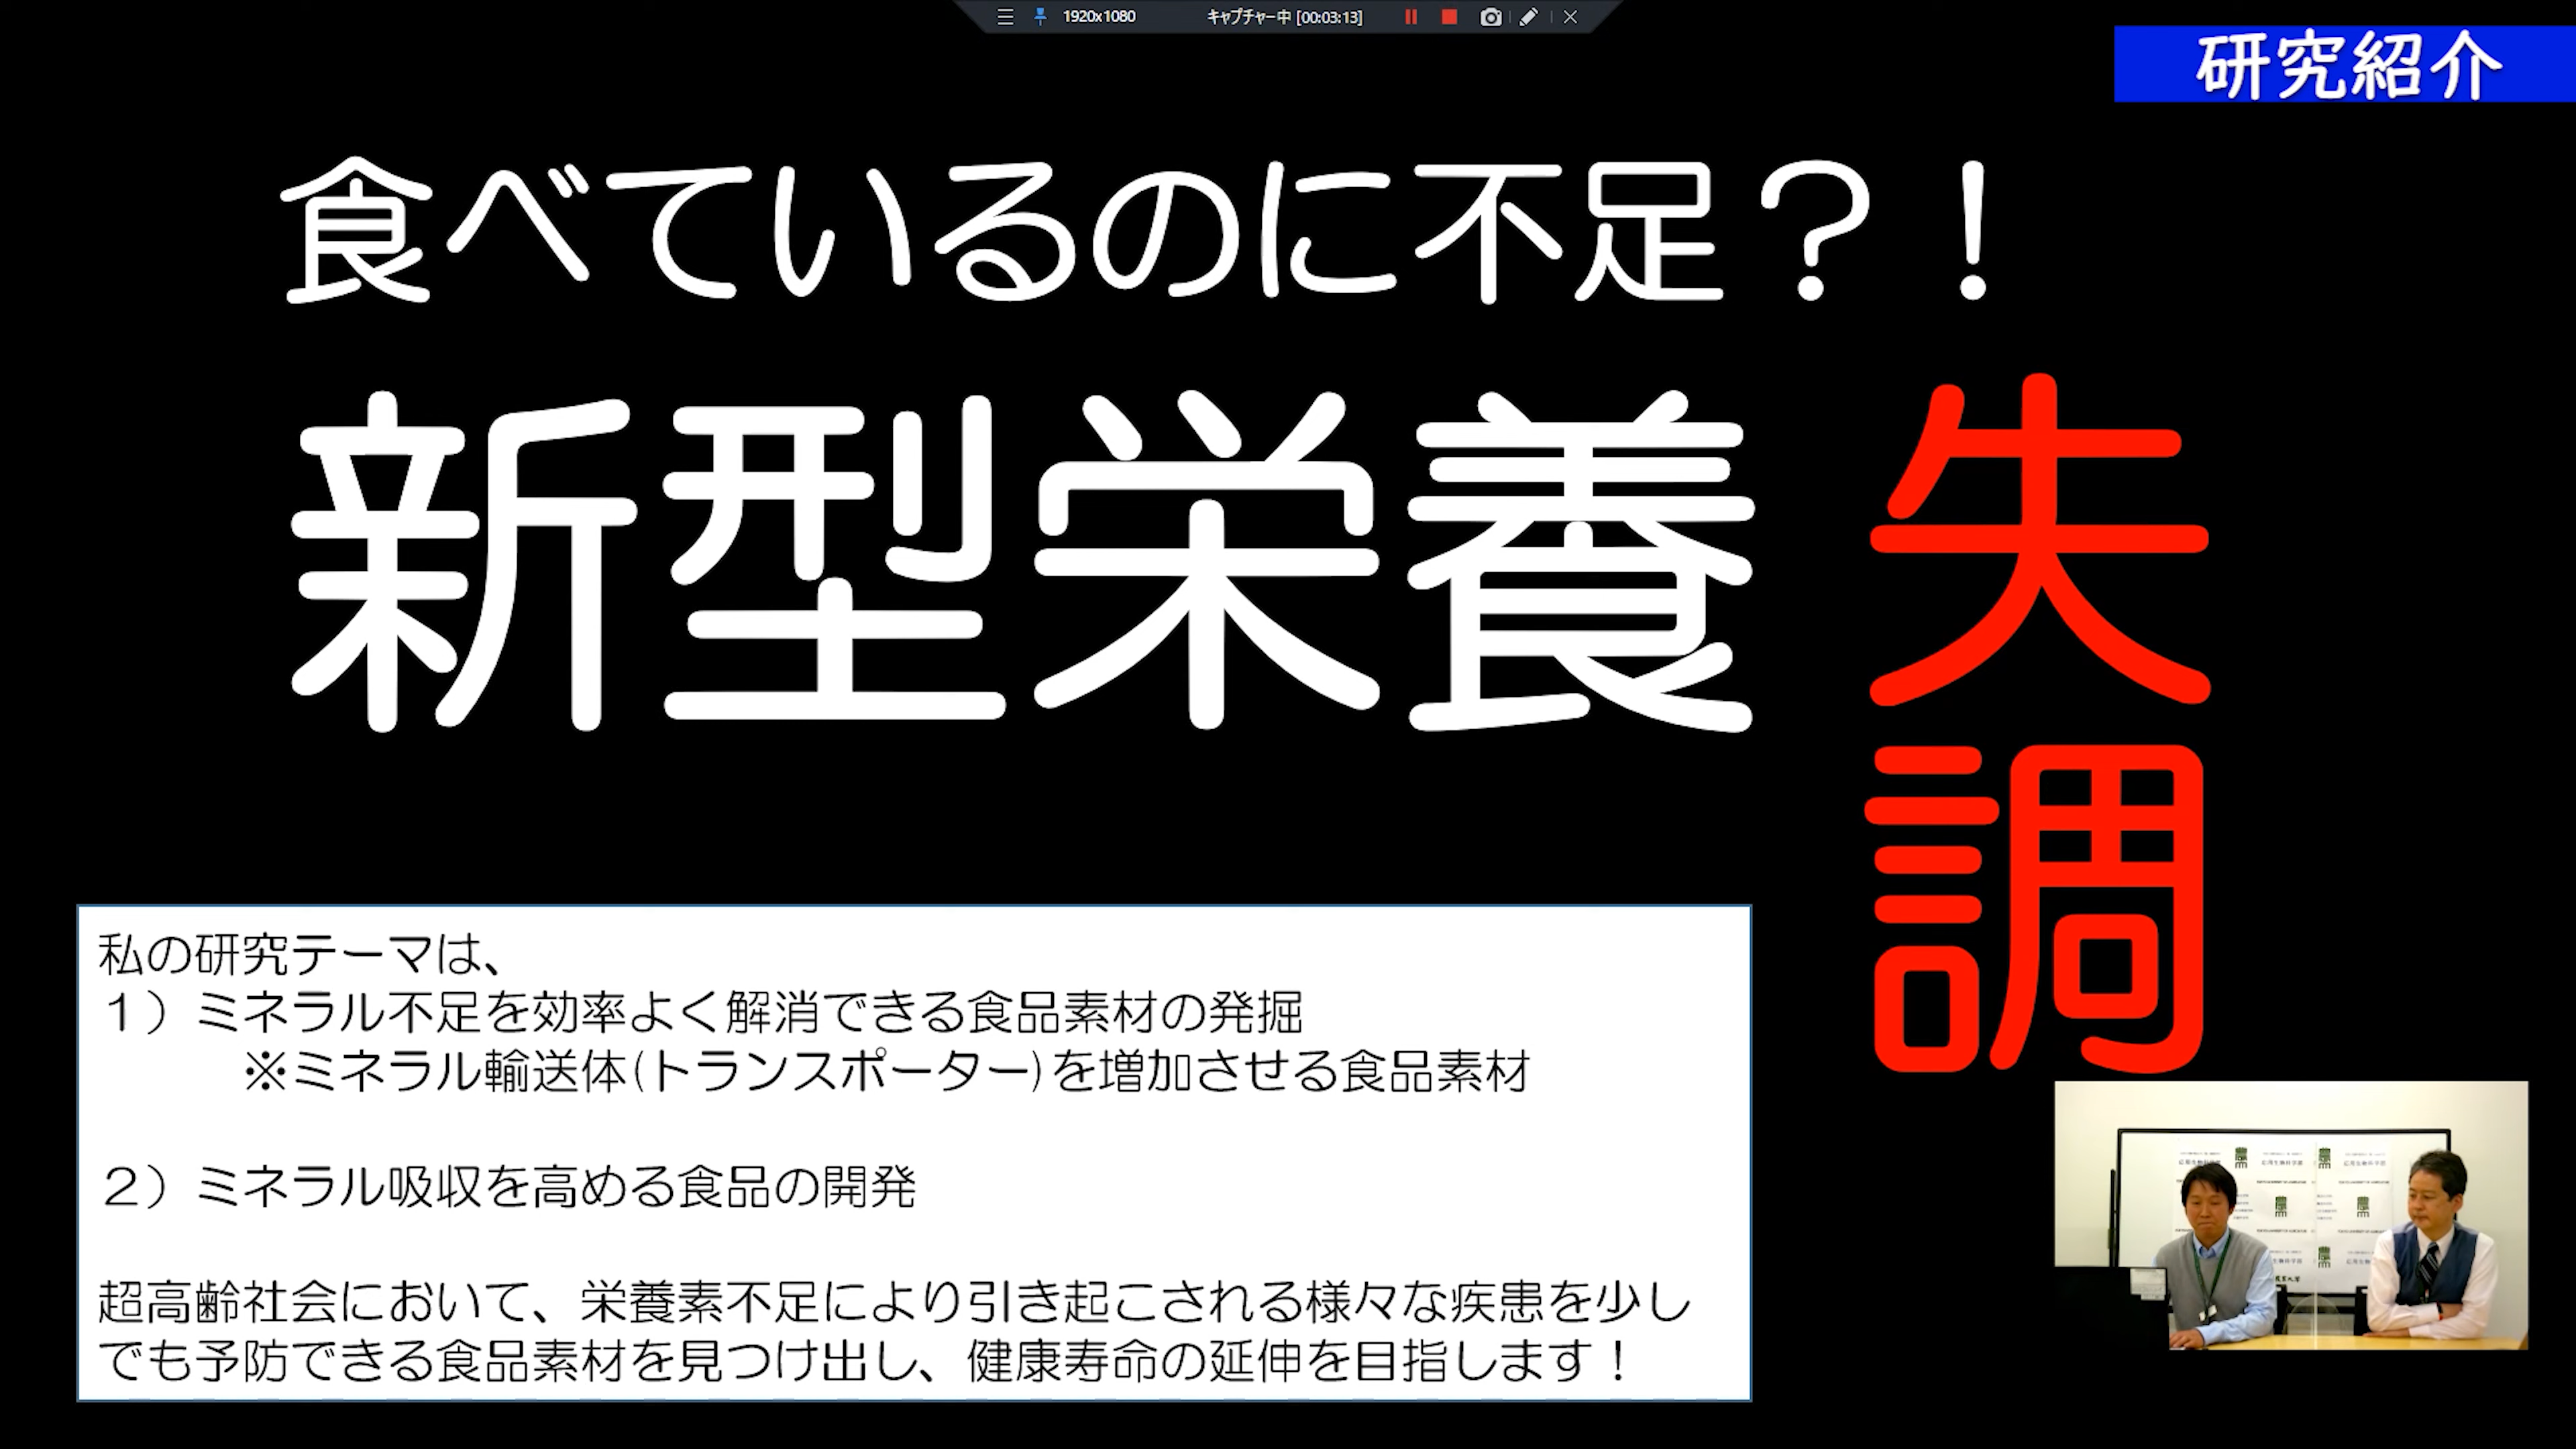 1920x1080 キャプチャー中 [00:03:13]
研究紹介
食べているのに不足？！
新型栄養失調
私の研究テーマは、
１）ミネラル不足を効率よく解消できる食品素材の発掘
※ミネラル輸送体(トランスポーター)を増加させる食品素材
２）ミネラル吸収を高める食品の開発
超高齢社会において、栄養素不足により引き起こされる様々な疾患を少し
でも予防できる食品素材を見つけ出し、健康寿命の延伸を目指します！